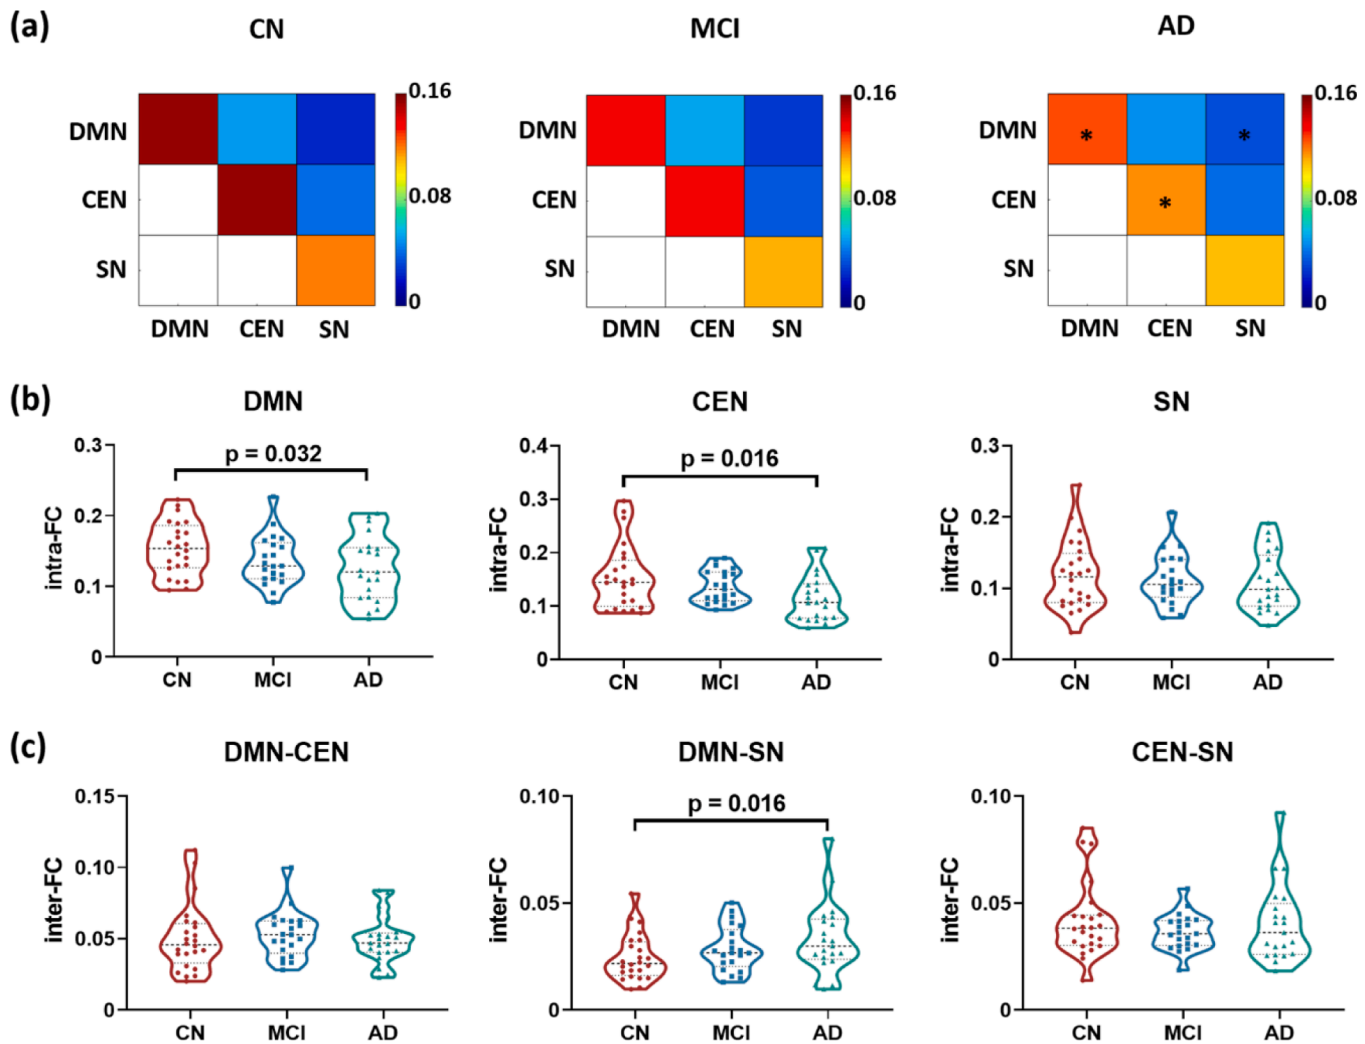 (a)
CN
MCI
AD
DMN
CEN
SN
DMN CEN SN
0.16
0.08
0
DMN
CEN
SN
DMN CEN SN
0.16
0.08
0
DMN * *
CEN *
SN
DMN CEN SN
0.16
0.08
0
(b)
DMN
intra-FC
0.3
0.2
0.1
0
p = 0.032
CN MCI AD
CEN
intra-FC
0.4
0.3
0.2
0.1
0
p = 0.016
CN MCI AD
SN
intra-FC
0.3
0.2
0.1
0
CN MCI AD
(c)
DMN-CEN
inter-FC
0.15
0.10
0.05
0
CN MCI AD
DMN-SN
inter-FC
0.10
0.05
0
p = 0.016
CN MCI AD
CEN-SN
inter-FC
0.10
0.05
0
CN MCI AD